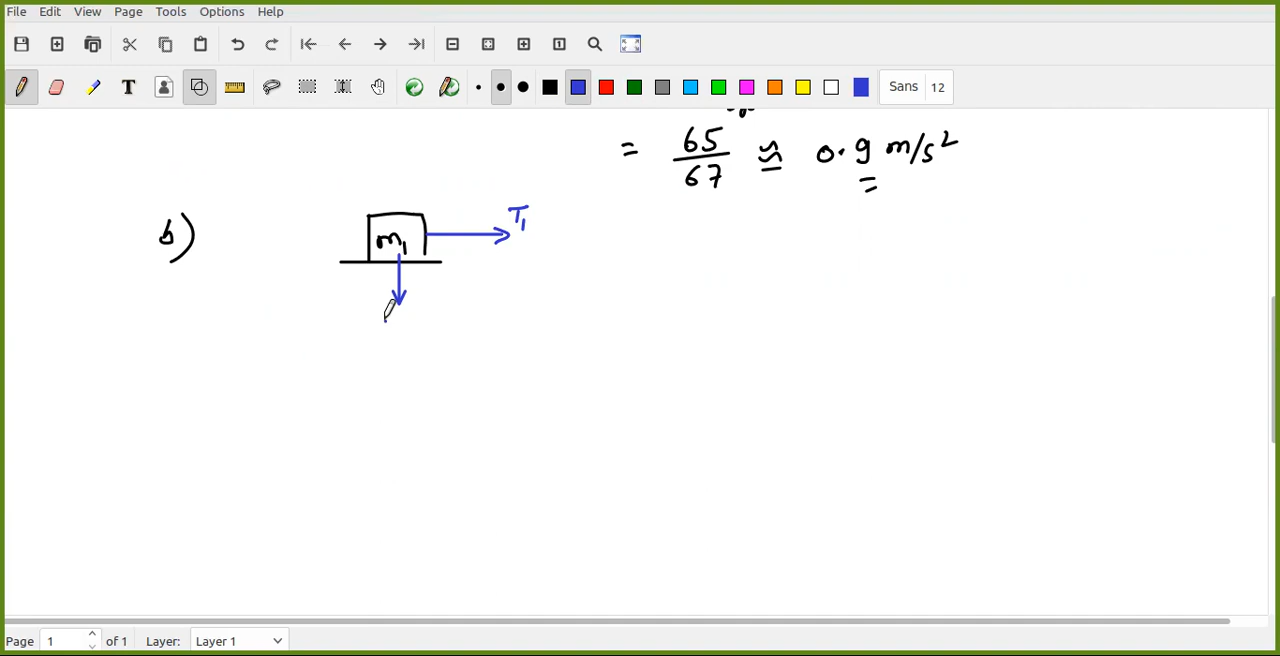 File Edit View Page Tools Options Help
T
Sans 12
= 65/67 ≈ 0.9 m/s²
b)
T₁
m₁
Page 1 of 1 Layer: Layer 1